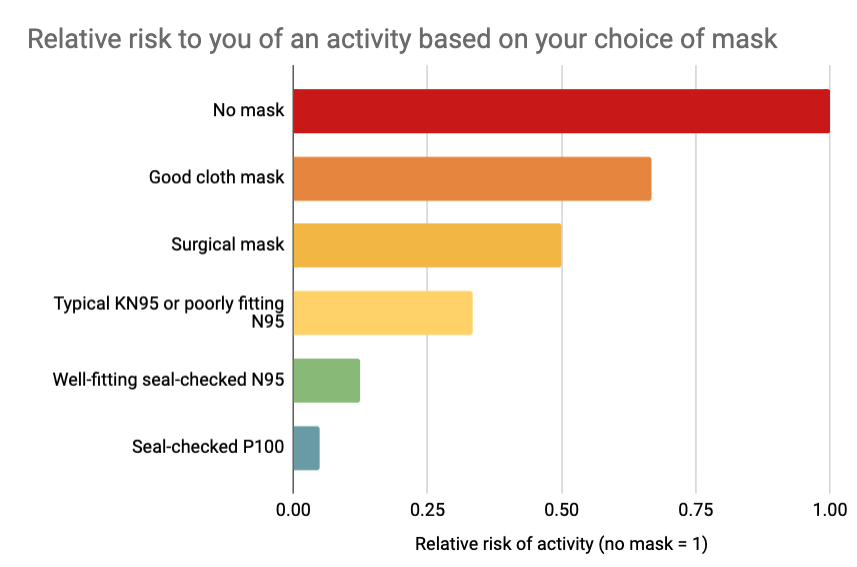 Relative risk to you of an activity based on your choice of mask
No mask
Good cloth mask
Surgical mask
Typical KN95 or poorly fitting
N95
Well-fitting seal-checked N95
Seal-checked P100
0.00 0.25 0.50 0.75 1.00
Relative risk of activity (no mask = 1)